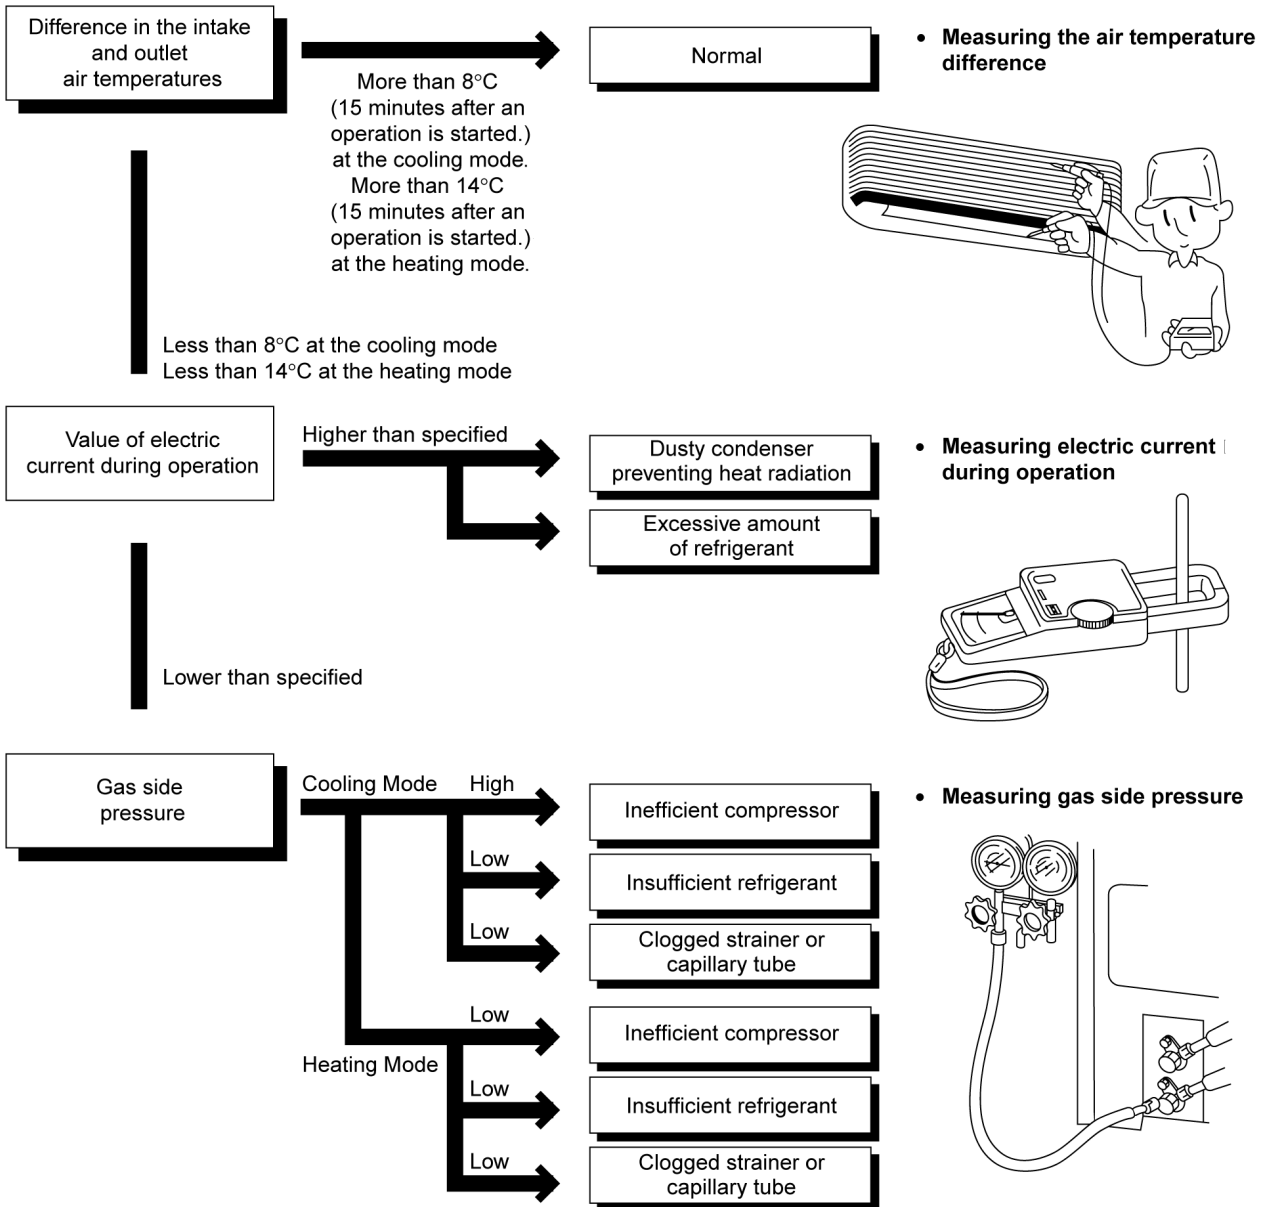 Difference in the intake
and outlet
air temperatures
More than 8°C
(15 minutes after an
operation is started.)
at the cooling mode.
More than 14°C
(15 minutes after an
operation is started.)
at the heating mode.
Normal
• Measuring the air temperature
difference
Less than 8°C at the cooling mode
Less than 14°C at the heating mode
Value of electric
current during operation
Higher than specified
Dusty condenser
preventing heat radiation
Excessive amount
of refrigerant
• Measuring electric current
during operation
Lower than specified
Gas side
pressure
Cooling Mode
High
Inefficient compressor
Low
Insufficient refrigerant
Low
Clogged strainer or
capillary tube
• Measuring gas side pressure
Heating Mode
Low
Inefficient compressor
Low
Insufficient refrigerant
Low
Clogged strainer or
capillary tube